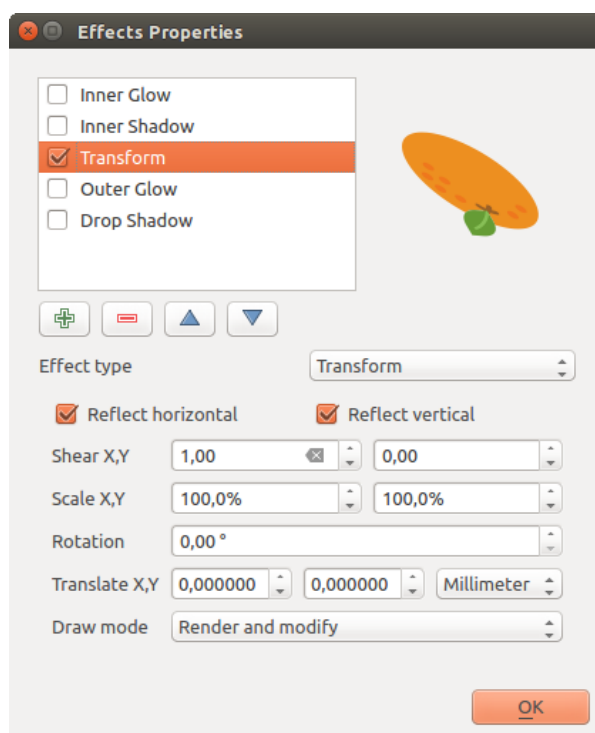 Effects Properties
Inner Glow
Inner Shadow
Transform
Outer Glow
Drop Shadow
Effect type Transform
Reflect horizontal Reflect vertical
Shear X,Y 1,00 0,00
Scale X,Y 100,0% 100,0%
Rotation 0,00 °
Translate X,Y 0,000000 0,000000 Millimeter
Draw mode Render and modify
OK